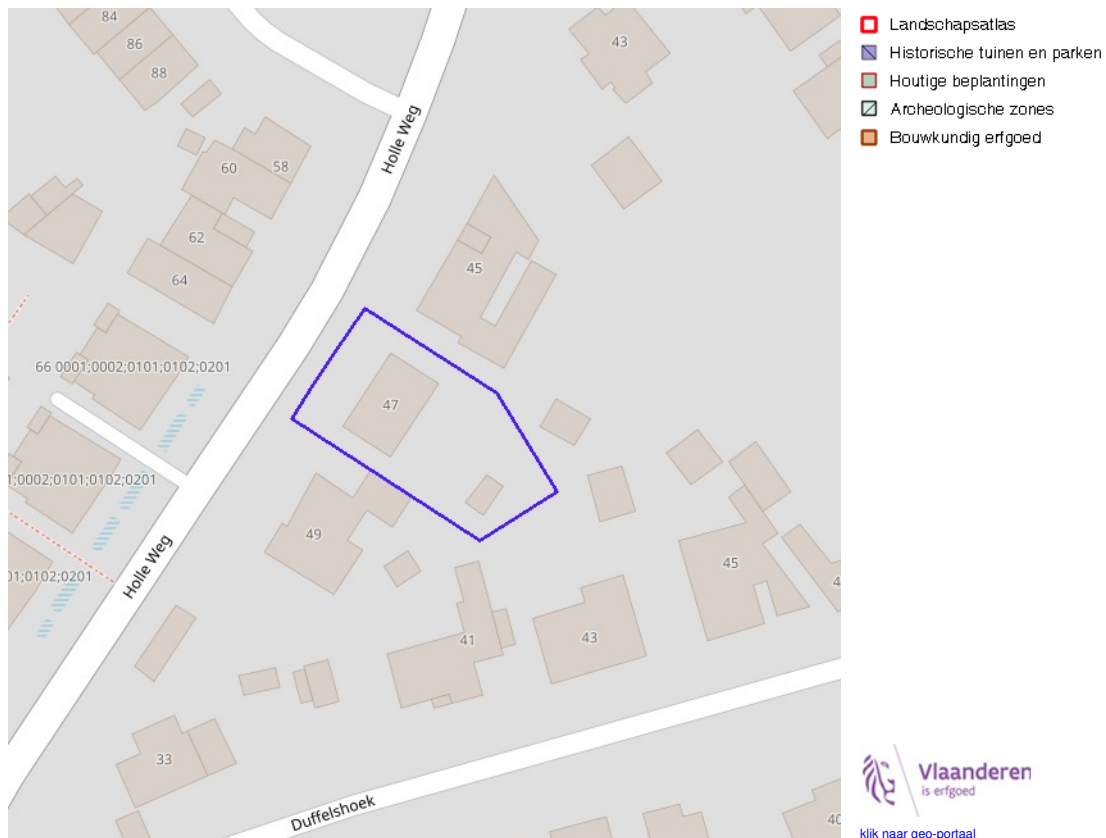 84
86
88
43
Holle Weg
60
58
62
45
64
66 0001;0002;0101;0102;0201
47
1;0002;0101;0102;0201
49
Holle Weg
01;0102;0201
45
41
43
33
Duffelshoek
40
Landschapsatlas
Historische tuinen en parken
Houtige beplantingen
Archeologische zones
Bouwkundig erfgoed
Vlaanderen
is erfgoed
klik naar geo-portaal